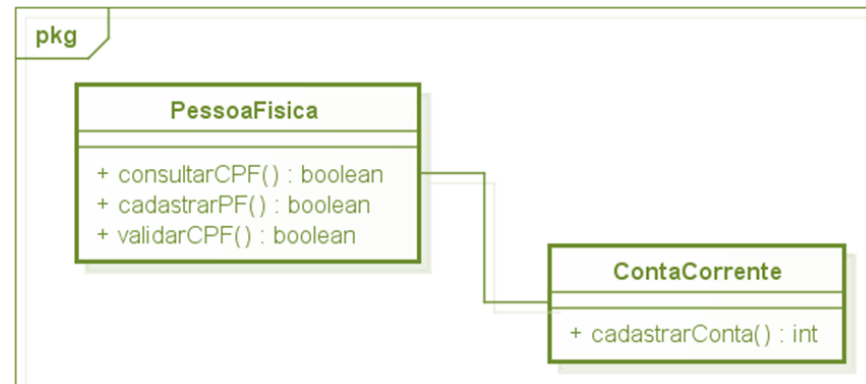 pkg
PessoaFisica
+ consultarCPF() : boolean
+ cadastrarPF() : boolean
+ validarCPF() : boolean
ContaCorrente
+ cadastrarConta() : int